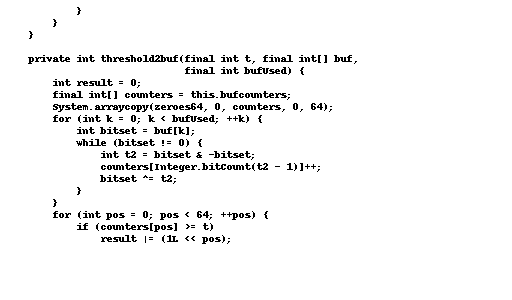 }
    }
}

private int threshold2buf(final int t, final int[] buf,
                          final int bufUsed) {
    int result = 0;
    final int[] counters = this.bufcounters;
    System.arraycopy(zeroes64, 0, counters, 0, 64);
    for (int k = 0; k < bufUsed; ++k) {
        int bitset = buf[k];
        while (bitset != 0) {
            int t2 = bitset & -bitset;
            counters[Integer.bitCount(t2 - 1)]++;
            bitset ^= t2;
        }
    }
    for (int pos = 0; pos < 64; ++pos) {
        if (counters[pos] >= t)
            result |= (1L << pos);